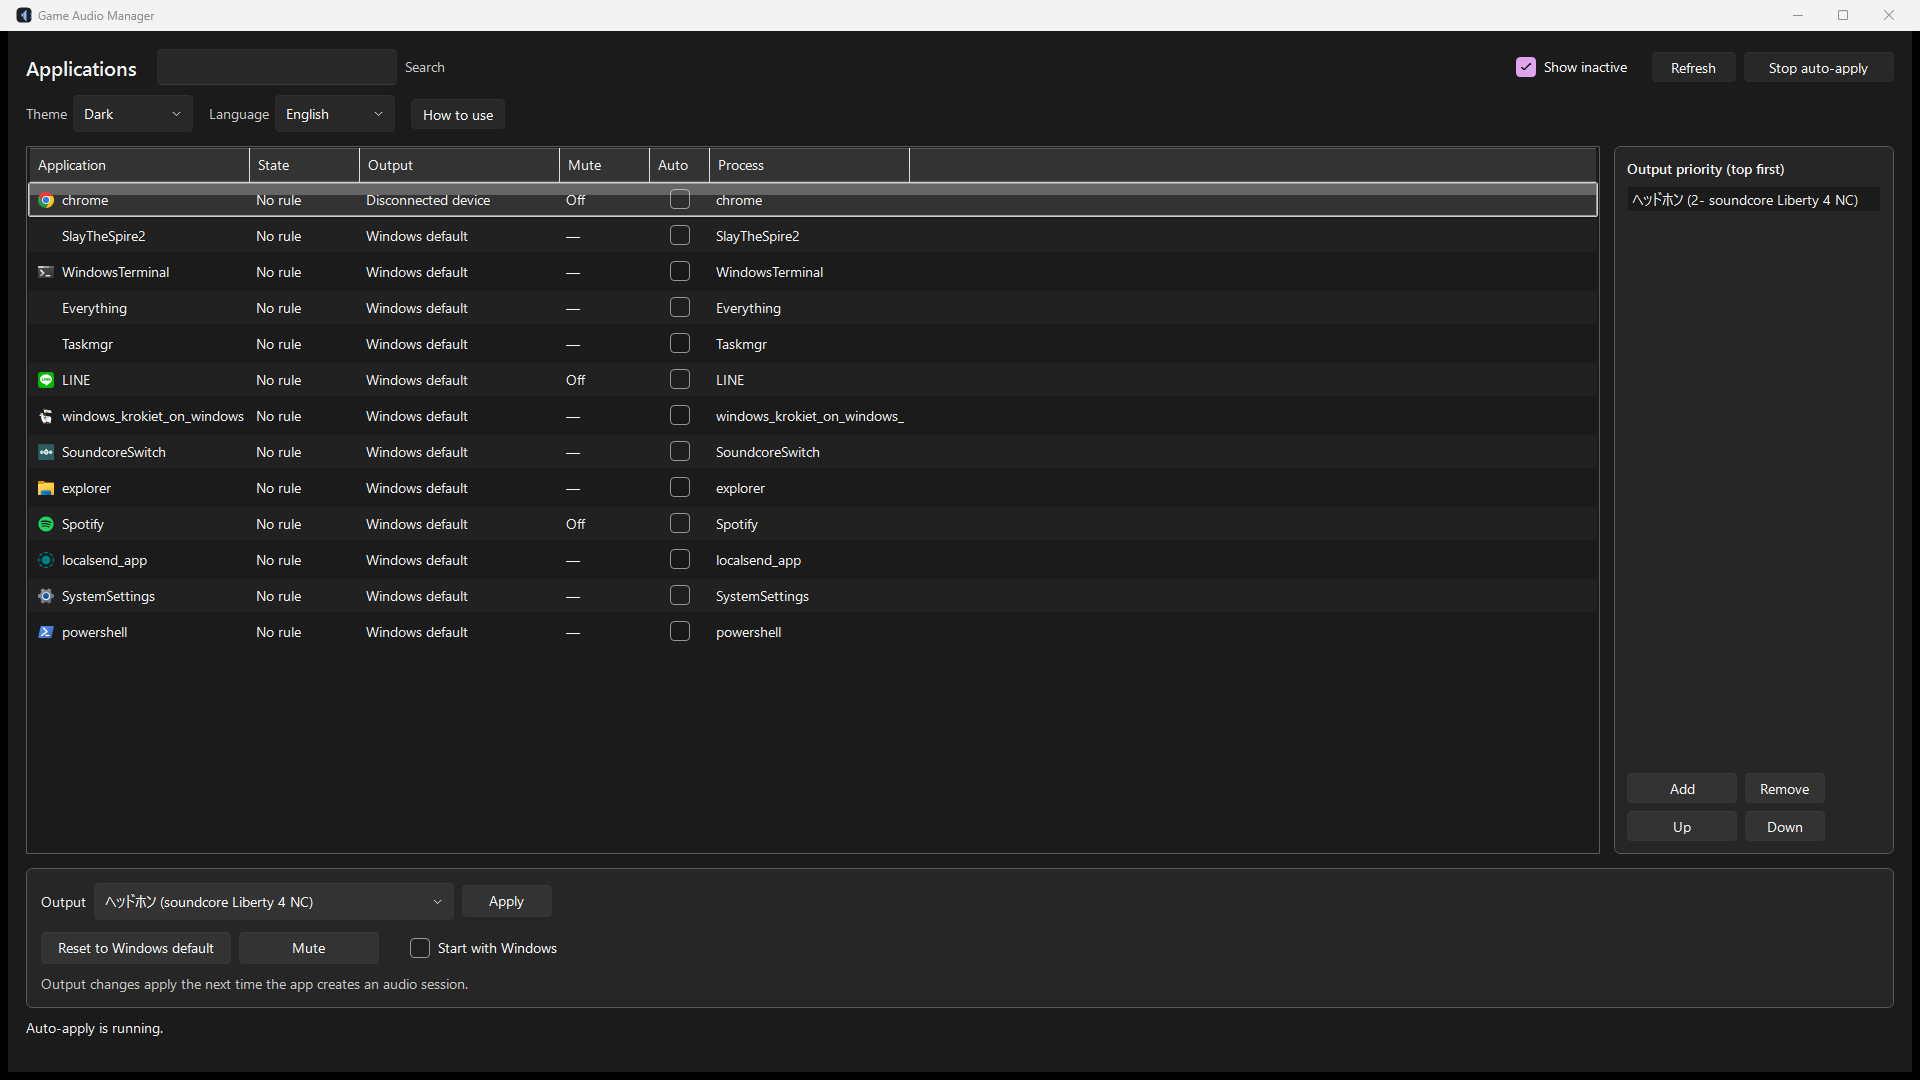 Game Audio Manager
Applications
Search
Show inactive
Refresh
Stop auto-apply
Theme
Dark
Language
English
How to use
Application State Output Mute Auto Process
chrome No rule Disconnected device Off chrome
SlayTheSpire2 No rule Windows default — SlayTheSpire2
WindowsTerminal No rule Windows default — WindowsTerminal
Everything No rule Windows default — Everything
Taskmgr No rule Windows default — Taskmgr
LINE No rule Windows default Off LINE
windows_krokiet_on_windows No rule Windows default — windows_krokiet_on_windows_
SoundcoreSwitch No rule Windows default — SoundcoreSwitch
explorer No rule Windows default — explorer
Spotify No rule Windows default Off Spotify
localsend_app No rule Windows default — localsend_app
SystemSettings No rule Windows default — SystemSettings
powershell No rule Windows default — powershell
Output priority (top first)
ヘッドホン (2- soundcore Liberty 4 NC)
Add
Remove
Up
Down
Output
ヘッドホン (soundcore Liberty 4 NC)
Apply
Reset to Windows default
Mute
Start with Windows
Output changes apply the next time the app creates an audio session.
Auto-apply is running.